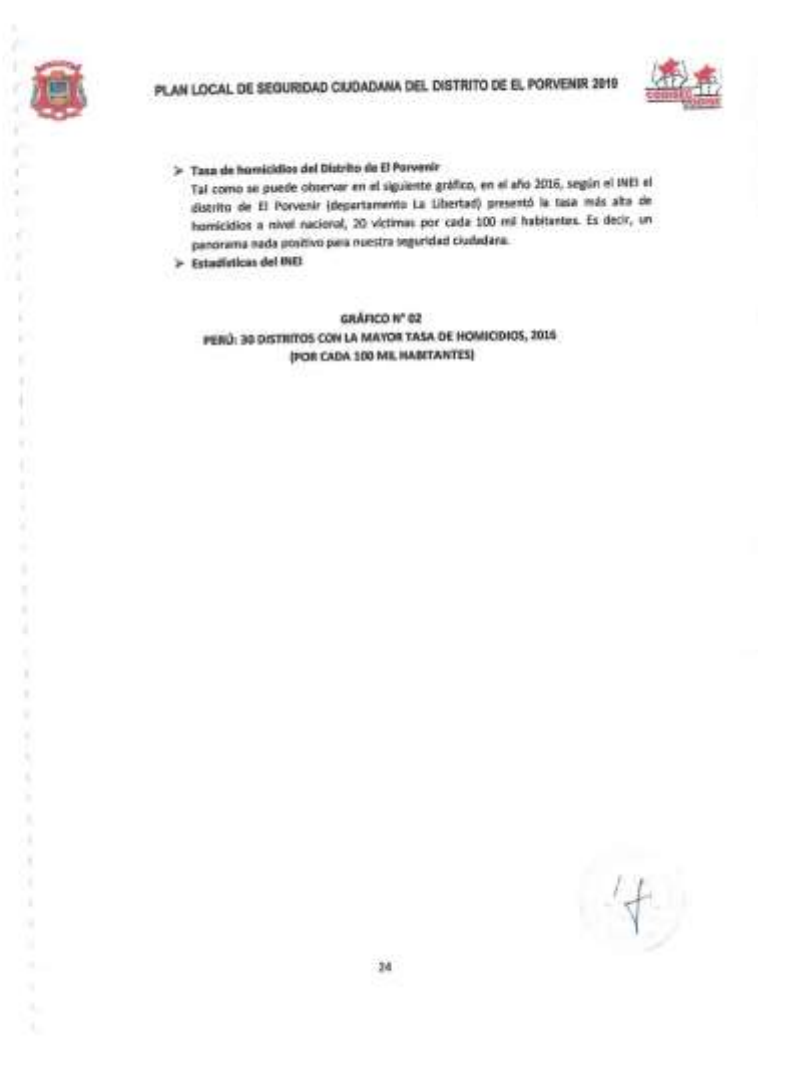 PLAN LOCAL DE SEGURIDAD CIUDADANA DEL DISTRITO DE EL PORVENIR 2019
➢ Tasa de homicidios del Distrito de El Porvenir
Tal como se puede observar en el siguiente gráfico, en el año 2016, según el INEI el
distrito de El Porvenir (departamento La Libertad) presentó la tasa más alta de
homicidios a nivel nacional, 20 víctimas por cada 100 mil habitantes. Es decir, un
panorama nada positivo para nuestra seguridad ciudadana.
➢ Estadísticas del INEI
GRÁFICO N° 02
PERÚ: 30 DISTRITOS CON LA MAYOR TASA DE HOMICIDIOS, 2016
(POR CADA 100 MIL HABITANTES)
24